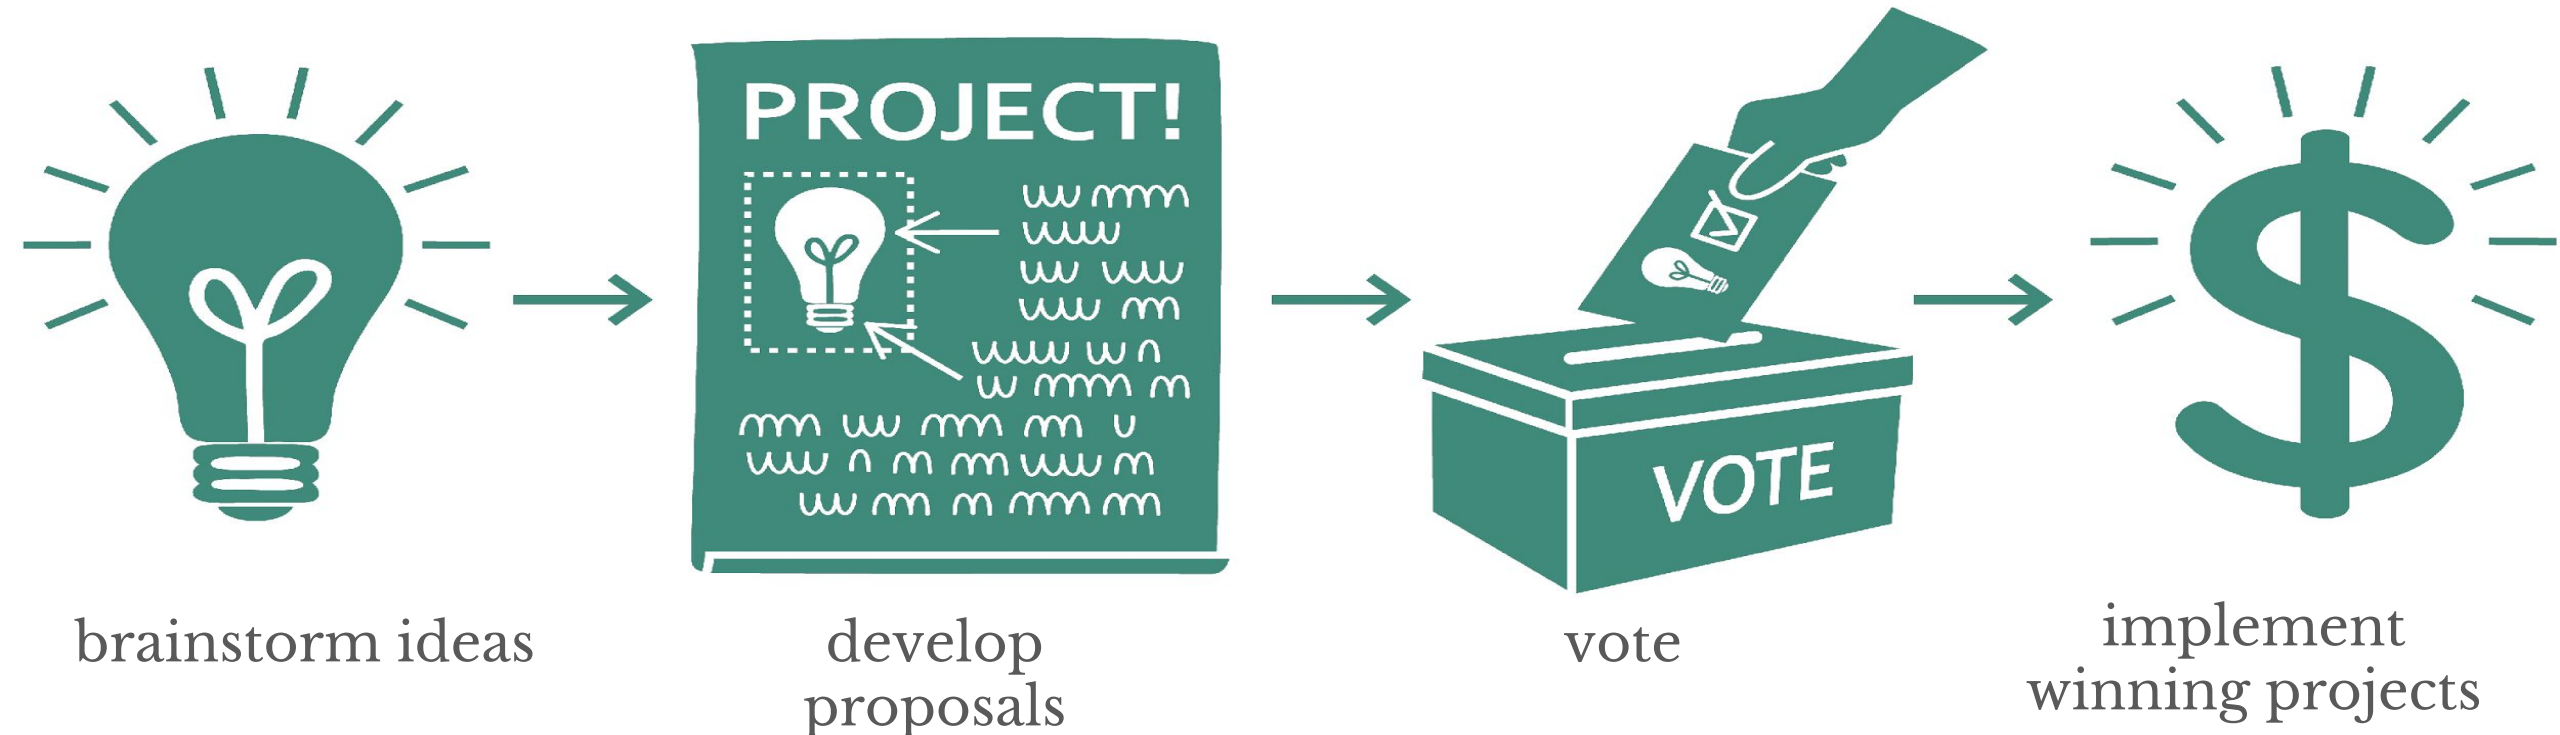 PROJECT!
VOTE
brainstorm ideas
develop
proposals
vote
implement
winning projects